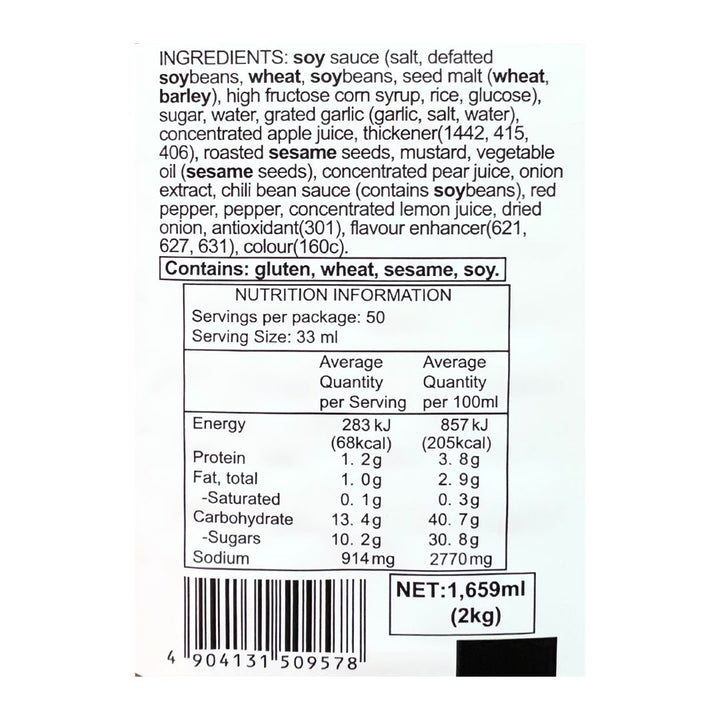 INGREDIENTS: soy sauce (salt, defatted
soybeans, wheat, soybeans, seed malt (wheat,
barley), high fructose corn syrup, rice, glucose),
sugar, water, grated garlic (garlic, salt, water),
concentrated apple juice, thickener(1442, 415,
406), roasted sesame seeds, mustard, vegetable
oil (sesame seeds), concentrated pear juice, onion
extract, chili bean sauce (contains soybeans), red
pepper, pepper, concentrated lemon juice, dried
onion, antioxidant(301), flavour enhancer(621,
627, 631), colour(160c).
Contains: gluten, wheat, sesame, soy.
NUTRITION INFORMATION
Servings per package: 50
Serving Size: 33 ml
Average Average
Quantity Quantity
per Serving per 100ml
Energy 283 kJ 857 kJ
(68kcal) (205kcal)
Protein 1. 2g 3. 8g
Fat, total 1. 0g 2. 9g
-Saturated 0. 1g 0. 3g
Carbohydrate 13. 4g 40. 7g
-Sugars 10. 2g 30. 8g
Sodium 914mg 2770mg
NET:1,659ml
(2kg)
4 904131 509578